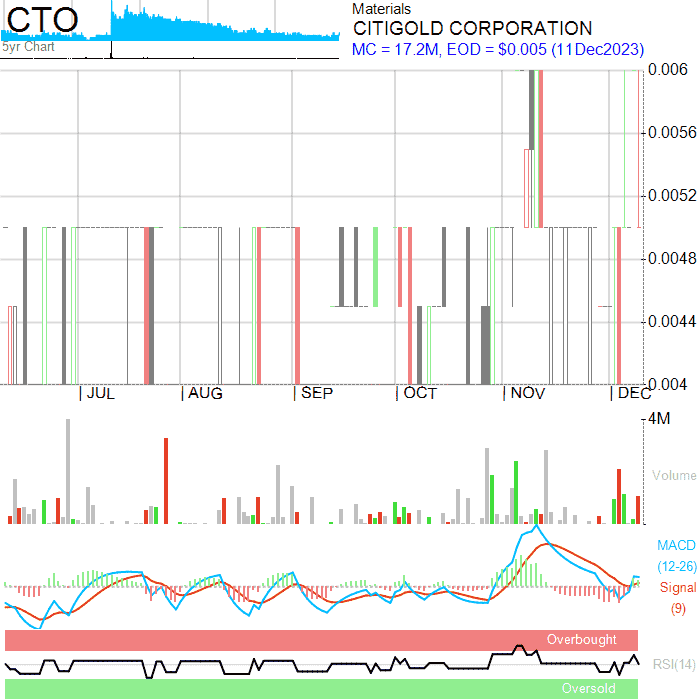 CTO
5yr Chart
Materials
CITIGOLD CORPORATION
MC = 17.2M, EOD = $0.005 (11Dec2023)
0.006
0.0056
0.0052
0.0048
0.0044
0.004
JUL AUG SEP OCT NOV DEC
4M
Volume
MACD
(12-26)
Signal
(9)
Overbought
RSI(14)
Oversold